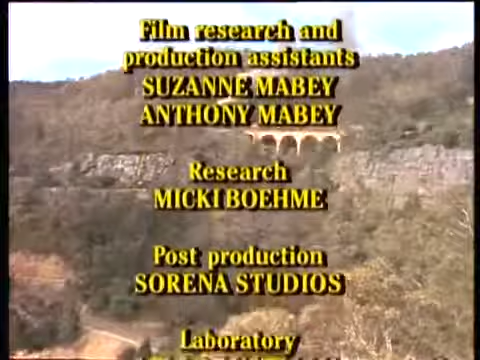 Film research and
production assistants
SUZANNE MABEY
ANTHONY MABEY
Research
MICKI BOEHME
Post production
SORENA STUDIOS
Laboratory